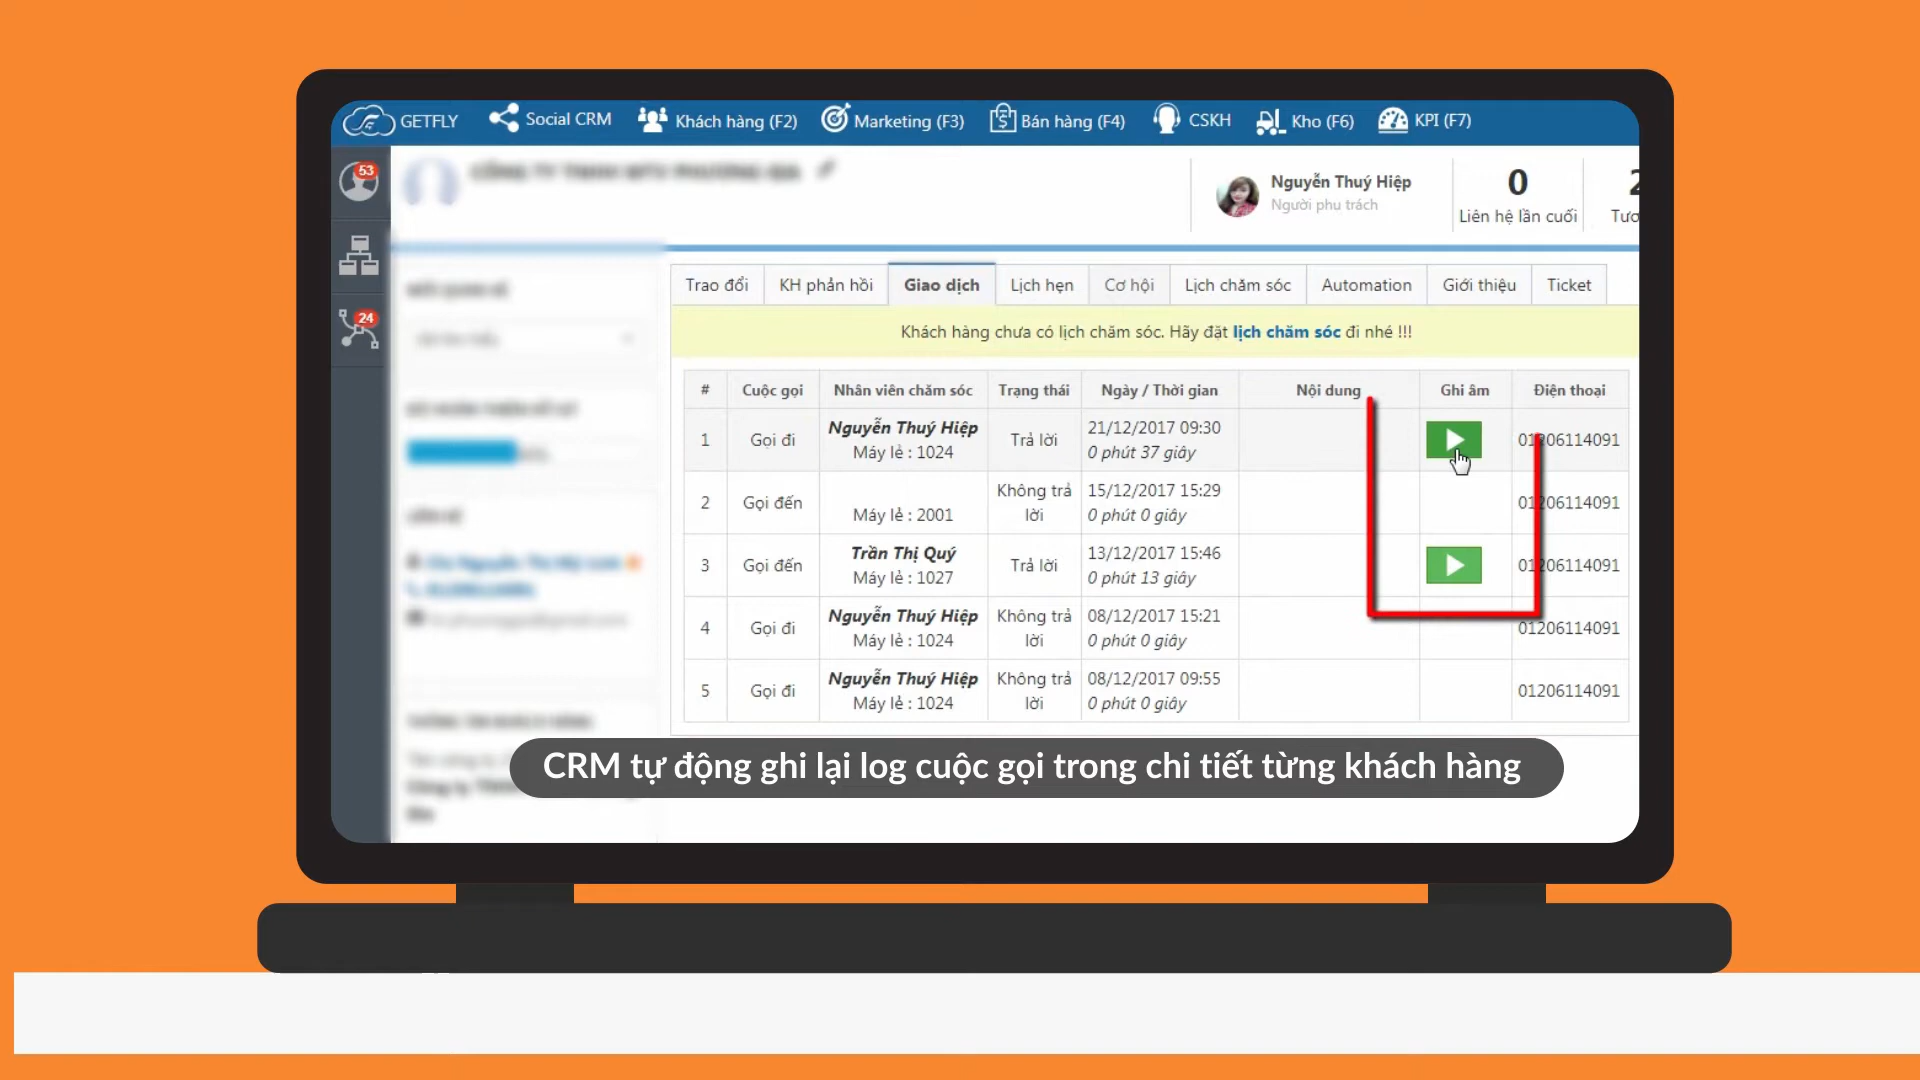 GETFLY Social CRM Khách hàng (F2) Marketing (F3) Bán hàng (F4) CSKH Kho (F6) KPI (F7)
53
Nguyễn Thuý Hiệp
Người phụ trách
0
Liên hệ lần cuối
24
Trao đổi KH phản hồi Giao dịch Lịch hẹn Cơ hội Lịch chăm sóc Automation Giới thiệu Ticket
Khách hàng chưa có lịch chăm sóc. Hãy đặt lịch chăm sóc đi nhé !!!
# Cuộc gọi Nhân viên chăm sóc Trạng thái Ngày / Thời gian Nội dung Ghi âm Điện thoại
1 Gọi đi Nguyễn Thuý Hiệp Máy lẻ : 1024 Trả lời 21/12/2017 09:30 0 phút 37 giây 01206114091
2 Gọi đến Máy lẻ : 2001 Không trả lời 15/12/2017 15:29 0 phút 0 giây 01206114091
3 Gọi đến Trần Thị Quý Máy lẻ : 1027 Trả lời 13/12/2017 15:46 0 phút 13 giây 01206114091
4 Gọi đi Nguyễn Thuý Hiệp Máy lẻ : 1024 Không trả lời 08/12/2017 15:21 0 phút 0 giây 01206114091
5 Gọi đi Nguyễn Thuý Hiệp Máy lẻ : 1024 Không trả lời 08/12/2017 09:55 0 phút 0 giây 01206114091
CRM tự động ghi lại log cuộc gọi trong chi tiết từng khách hàng